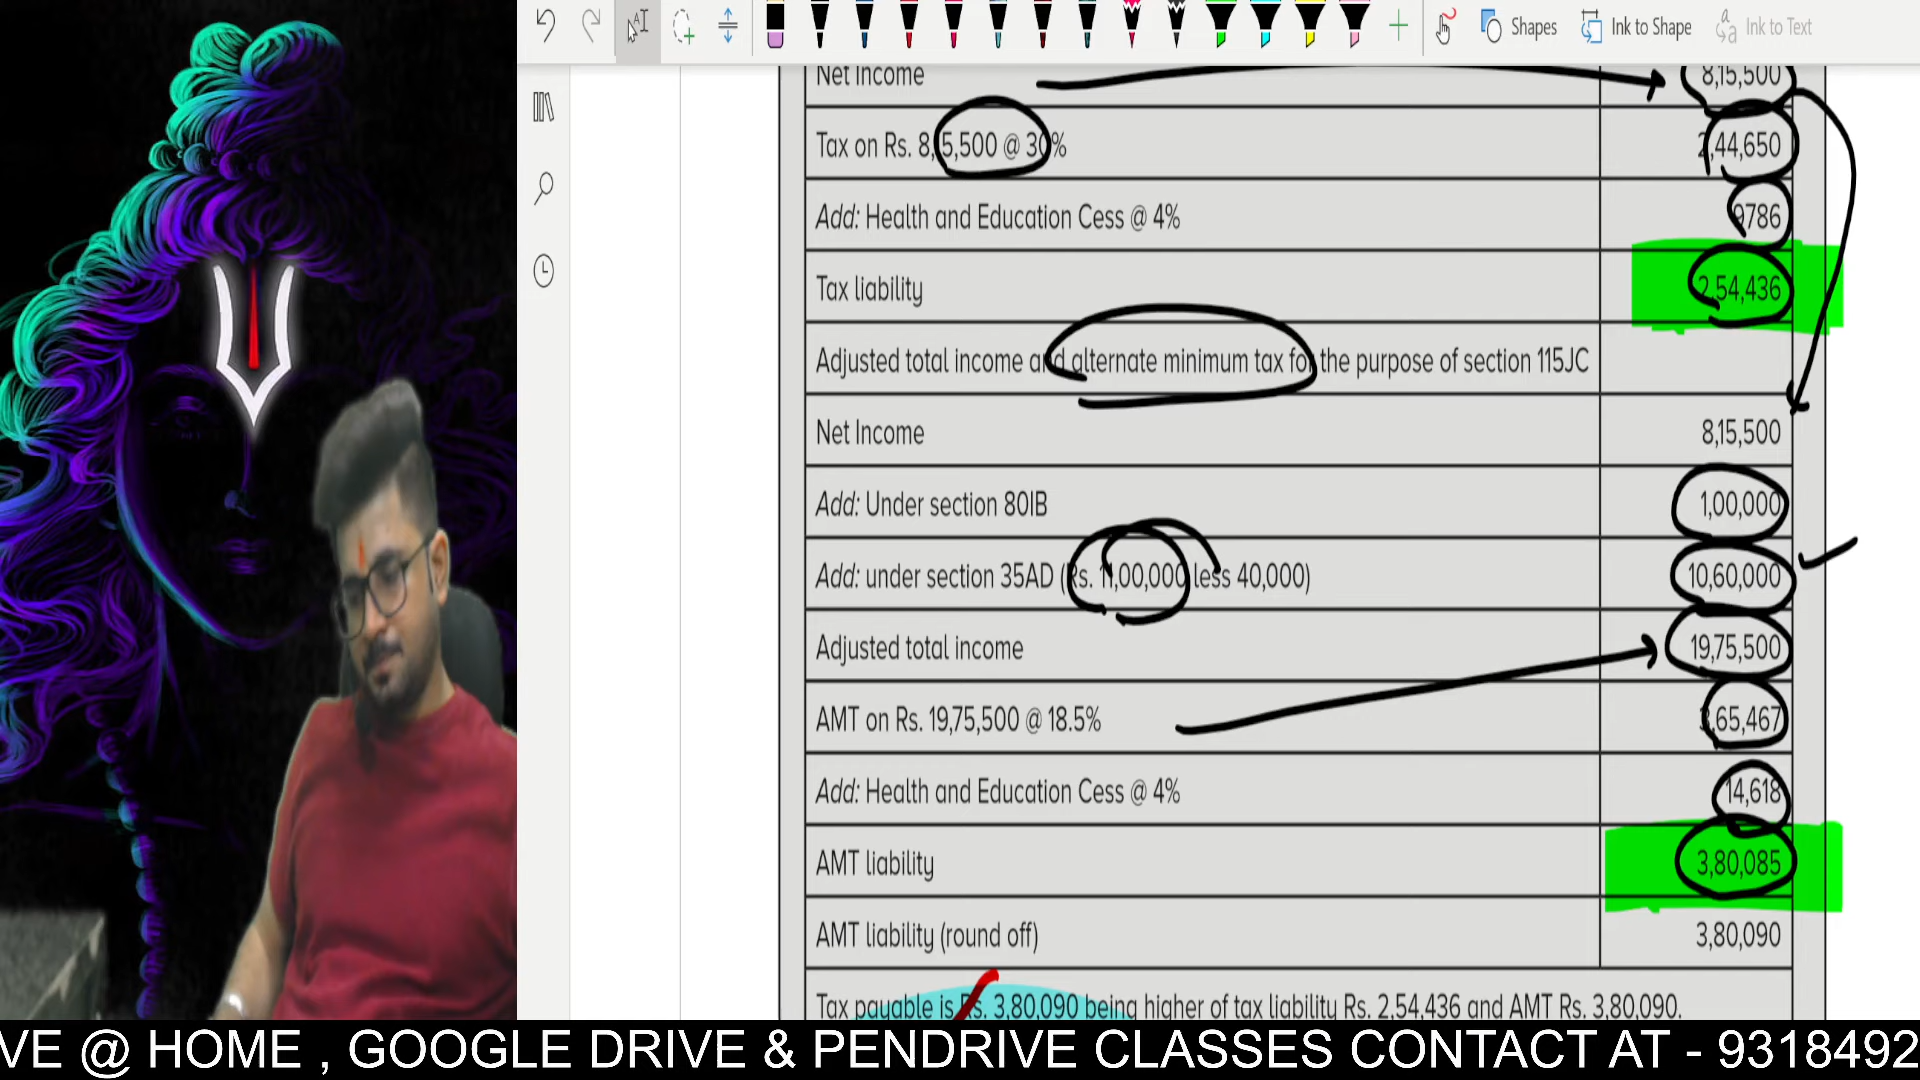 Shapes Ink to Shape Ink to Text
Net Income 8,15,500
Tax on Rs. 8,15,500 @ 30% 2,44,650
Add: Health and Education Cess @ 4% 9786
Tax liability 2,54,436
Adjusted total income and alternate minimum tax for the purpose of section 115JC
Net Income 8,15,500
Add: Under section 80IB 1,00,000
Add: under section 35AD (Rs. 11,00,000 less 40,000) 10,60,000
Adjusted total income 19,75,500
AMT on Rs. 19,75,500 @ 18.5% 3,65,467
Add: Health and Education Cess @ 4% 14,618
AMT liability 3,80,085
AMT liability (round off) 3,80,090
Tax payable is Rs. 3,80,090 being higher of tax liability Rs. 2,54,436 and AMT Rs. 3,80,090.
VE @ HOME , GOOGLE DRIVE & PENDRIVE CLASSES CONTACT AT - 9318492